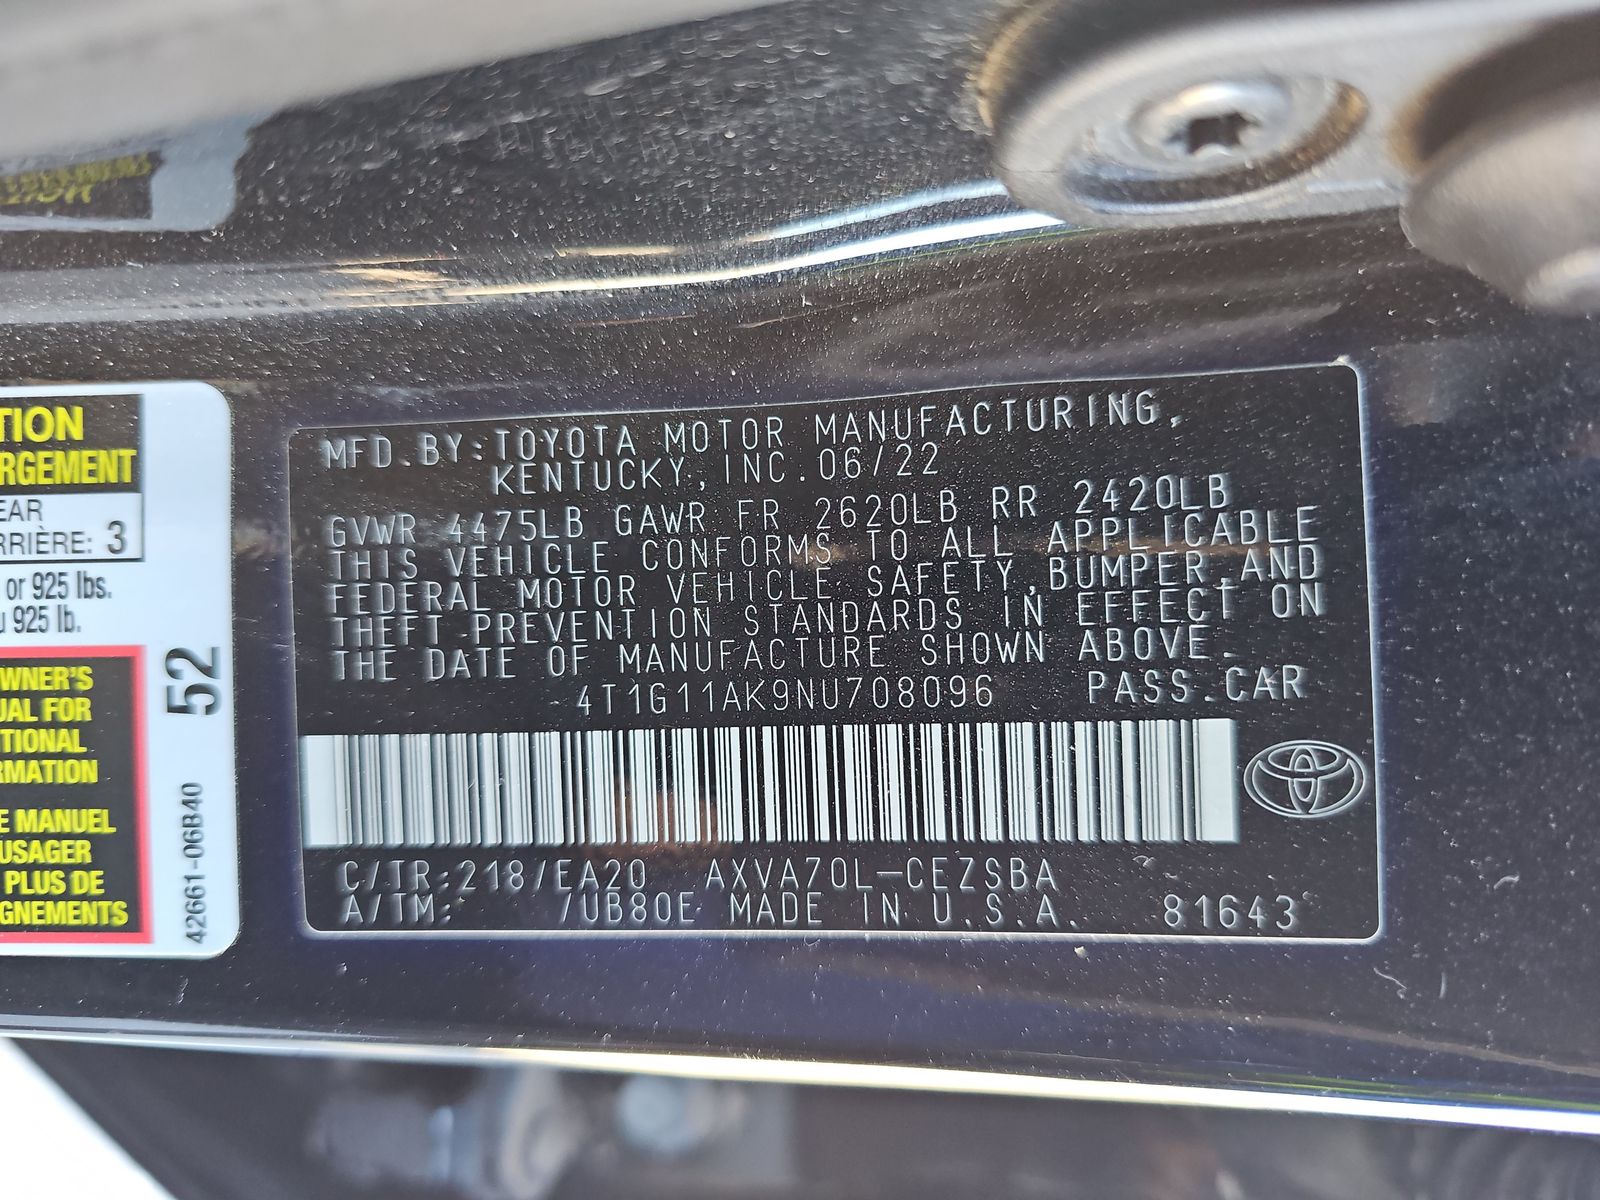 TION
RGEMENT
EAR
RRIÈRE: 3
or 925 lbs.
u 925 lb.
WNER'S
UAL FOR
TIONAL
RMATION
E MANUEL
USAGER
PLUS DE
GNEMENTS
52
42661-06B40
MFD.BY:TOYOTA MOTOR MANUFACTURING,
KENTUCKY,INC.06/22
GVWR 4475LB GAWR FR 2620LB RR 2420LB
THIS VEHICLE CONFORMS TO ALL APPLICABLE
FEDERAL MOTOR VEHICLE SAFETY,BUMPER,AND
THEFT PREVENTION STANDARDS IN EFFECT ON
THE DATE OF MANUFACTURE SHOWN ABOVE.
4T1G11AK9NU708096 PASS.CAR
C/TR:218/EA20 AXVA70L-CEZSBA
A/TM: /UB80E MADE IN U.S.A. 81643